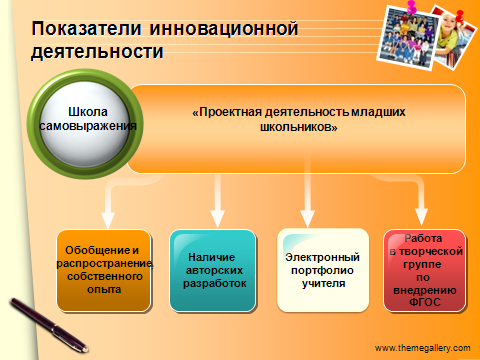 Показатели инновационной
деятельности
Школа
самовыражения
«Проектная деятельность младших
школьников»
Обобщение и
распространение
собственного
опыта
Наличие
авторских
разработок
Электронный
портфолио
учителя
Работа
в творческой
группе
по
внедрению
ФГОС
www.themegallery.com